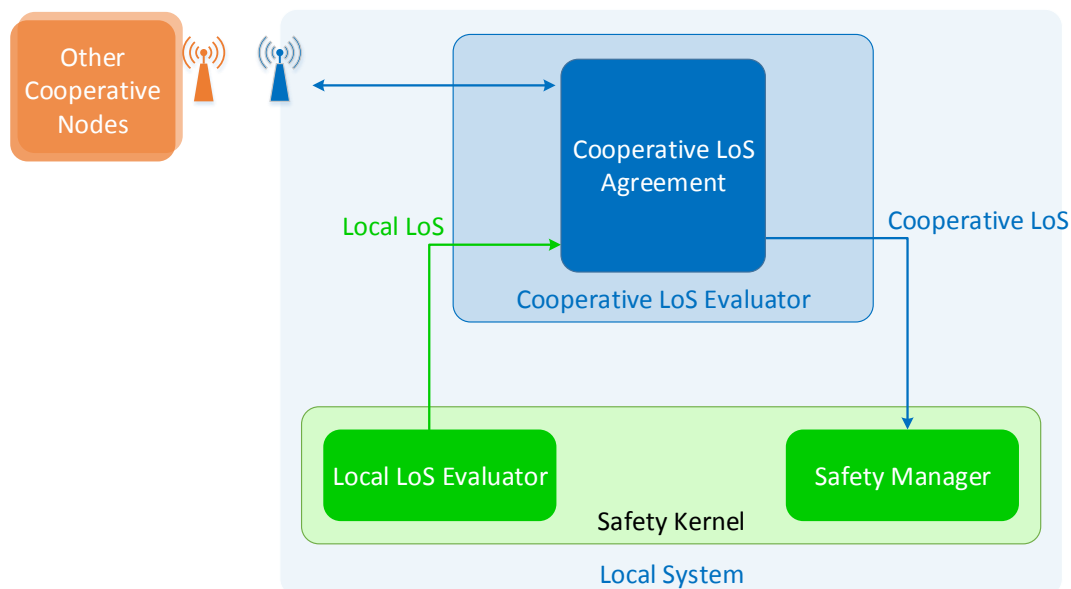 Other
Cooperative
Nodes
Cooperative LoS
Agreement
Local LoS
Cooperative LoS
Cooperative LoS Evaluator
Local LoS Evaluator
Safety Manager
Safety Kernel
Local System